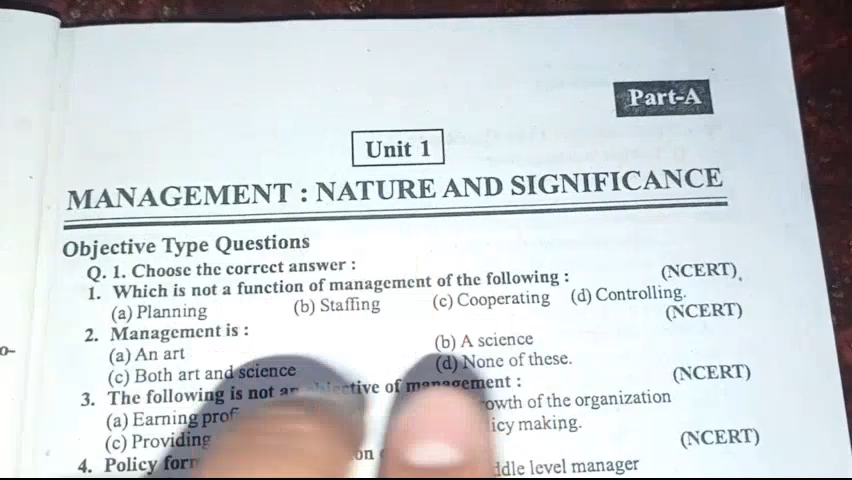 Part-A
Unit 1
MANAGEMENT : NATURE AND SIGNIFICANCE
Objective Type Questions
Q. 1. Choose the correct answer :
1. Which is not a function of management of the following : (NCERT)
(a) Planning (b) Staffing (c) Cooperating (d) Controlling.
2. Management is : (NCERT)
(a) An art (b) A science
(c) Both art and science (d) None of these.
3. The following is not an objective of management : (NCERT)
(a) Earning owth of the organization
(c) Providing icy making.
4. Policy on (NCERT)
ddle level manager